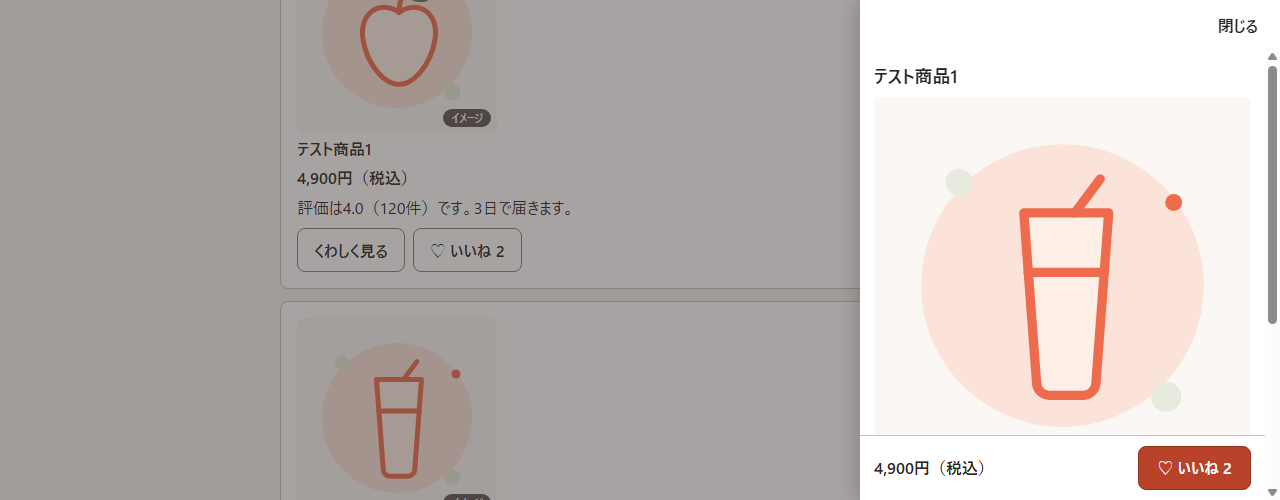 イメージ
テスト商品1
4,900円（税込）
評価は4.0（120件）です。3日で届きます。
くわしく見る
♡ いいね 2
閉じる
テスト商品1
4,900円（税込）
♡ いいね 2